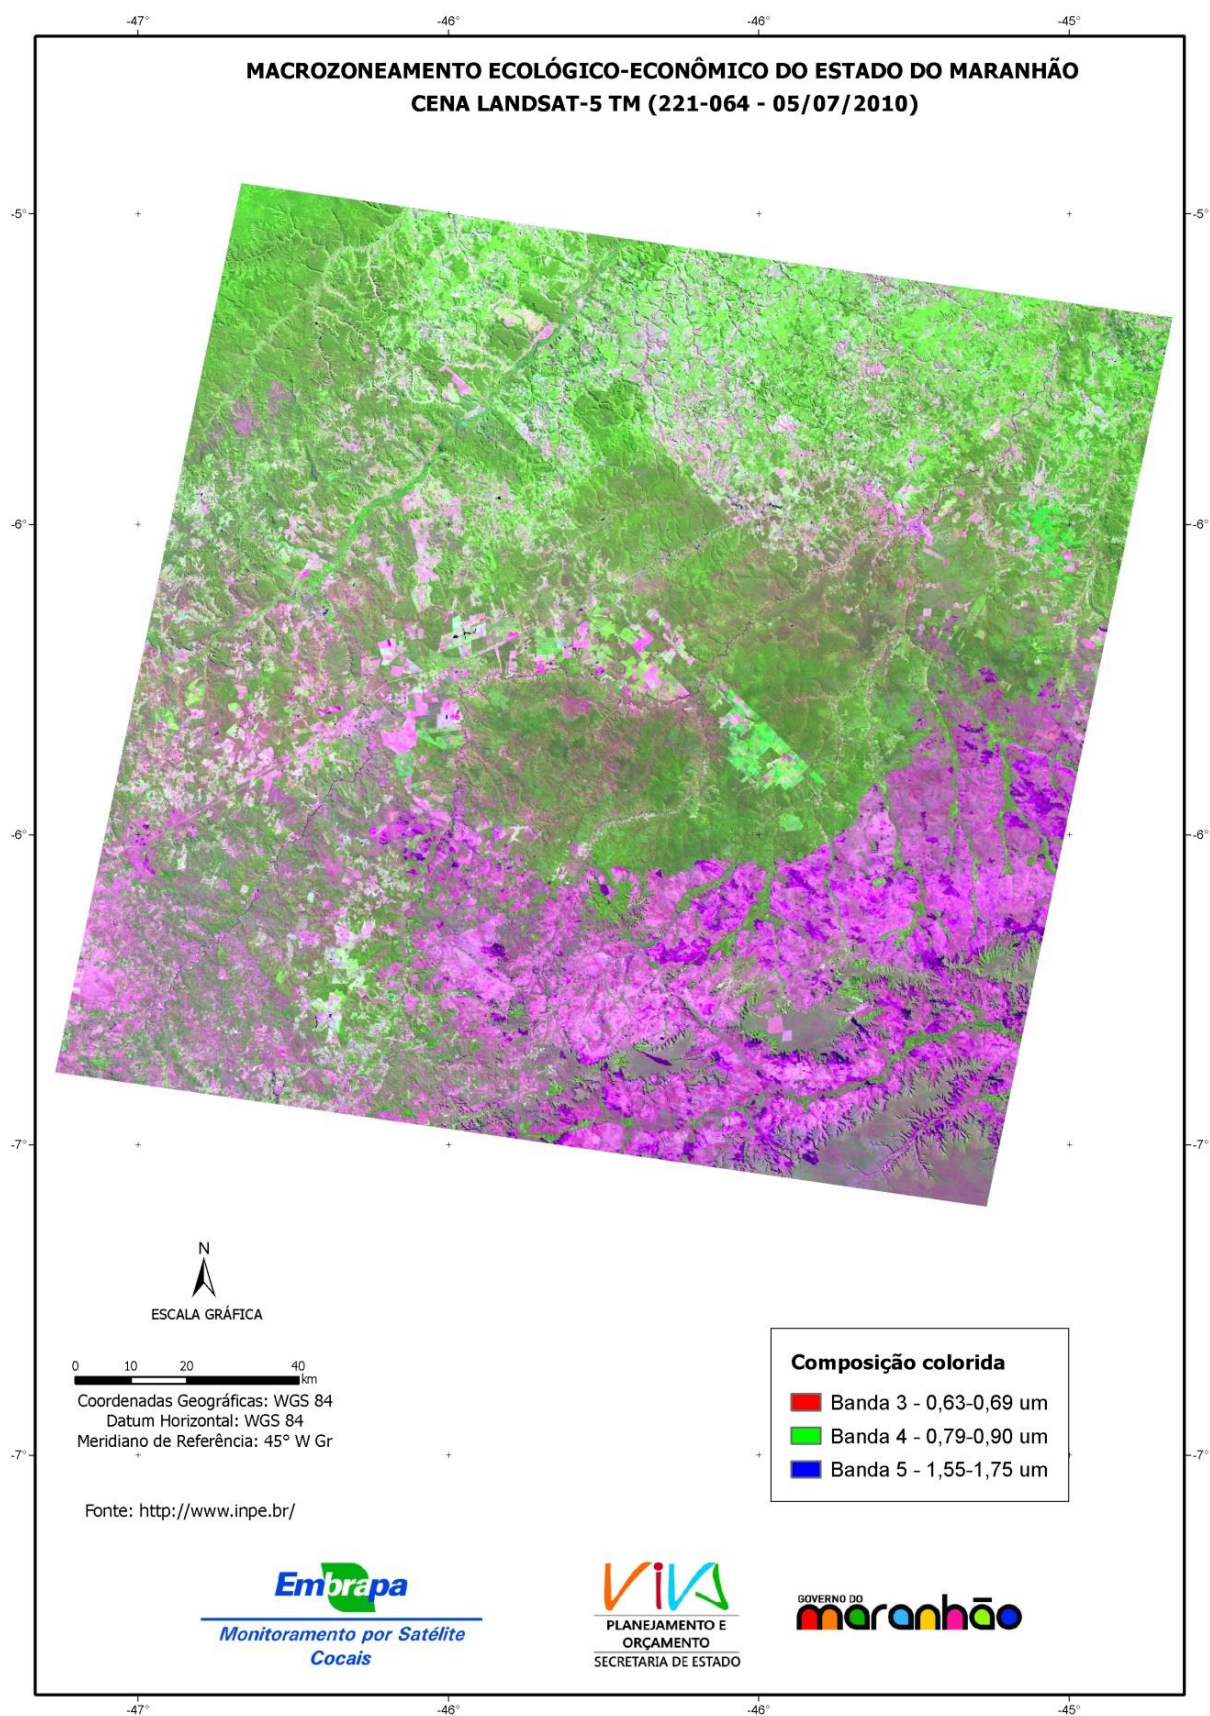 -47° -46° -46° -45°
MACROZONEAMENTO ECOLÓGICO-ECONÔMICO DO ESTADO DO MARANHÃO
CENA LANDSAT-5 TM (221-064 - 05/07/2010)
-5° -5°
-6° -6°
-6° -6°
-7° -7°
N
ESCALA GRÁFICA
0 10 20 40
km
Coordenadas Geográficas: WGS 84
Datum Horizontal: WGS 84
Meridiano de Referência: 45° W Gr
Composição colorida
Banda 3 - 0,63-0,69 um
Banda 4 - 0,79-0,90 um
Banda 5 - 1,55-1,75 um
-7° -7°
Fonte: http://www.inpe.br/
Embrapa
Monitoramento por Satélite
Cocais
VIVA
PLANEJAMENTO E
ORÇAMENTO
SECRETARIA DE ESTADO
GOVERNO DO
maranhão
-47° -46° -46° -45°